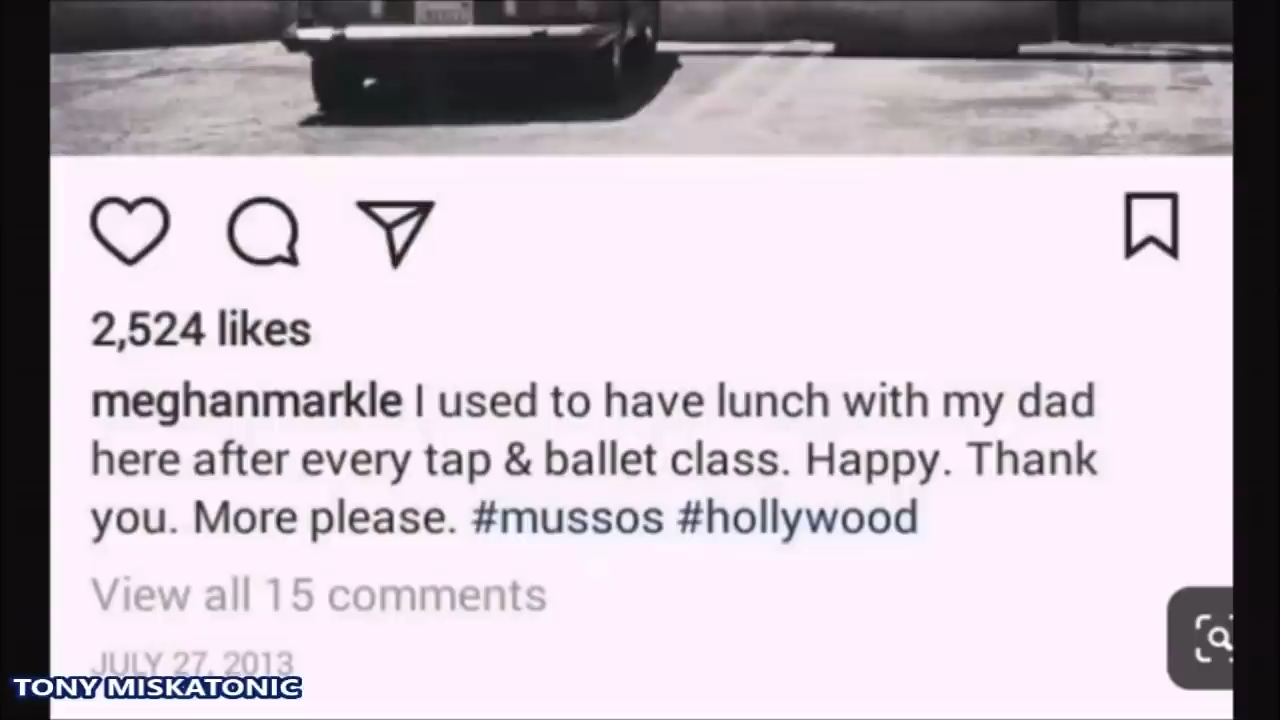 2,524 likes
meghanmarkle I used to have lunch with my dad
here after every tap & ballet class. Happy. Thank
you. More please. #mussos #hollywood
View all 15 comments
JULY 27, 2013
TONY MISKATONIC